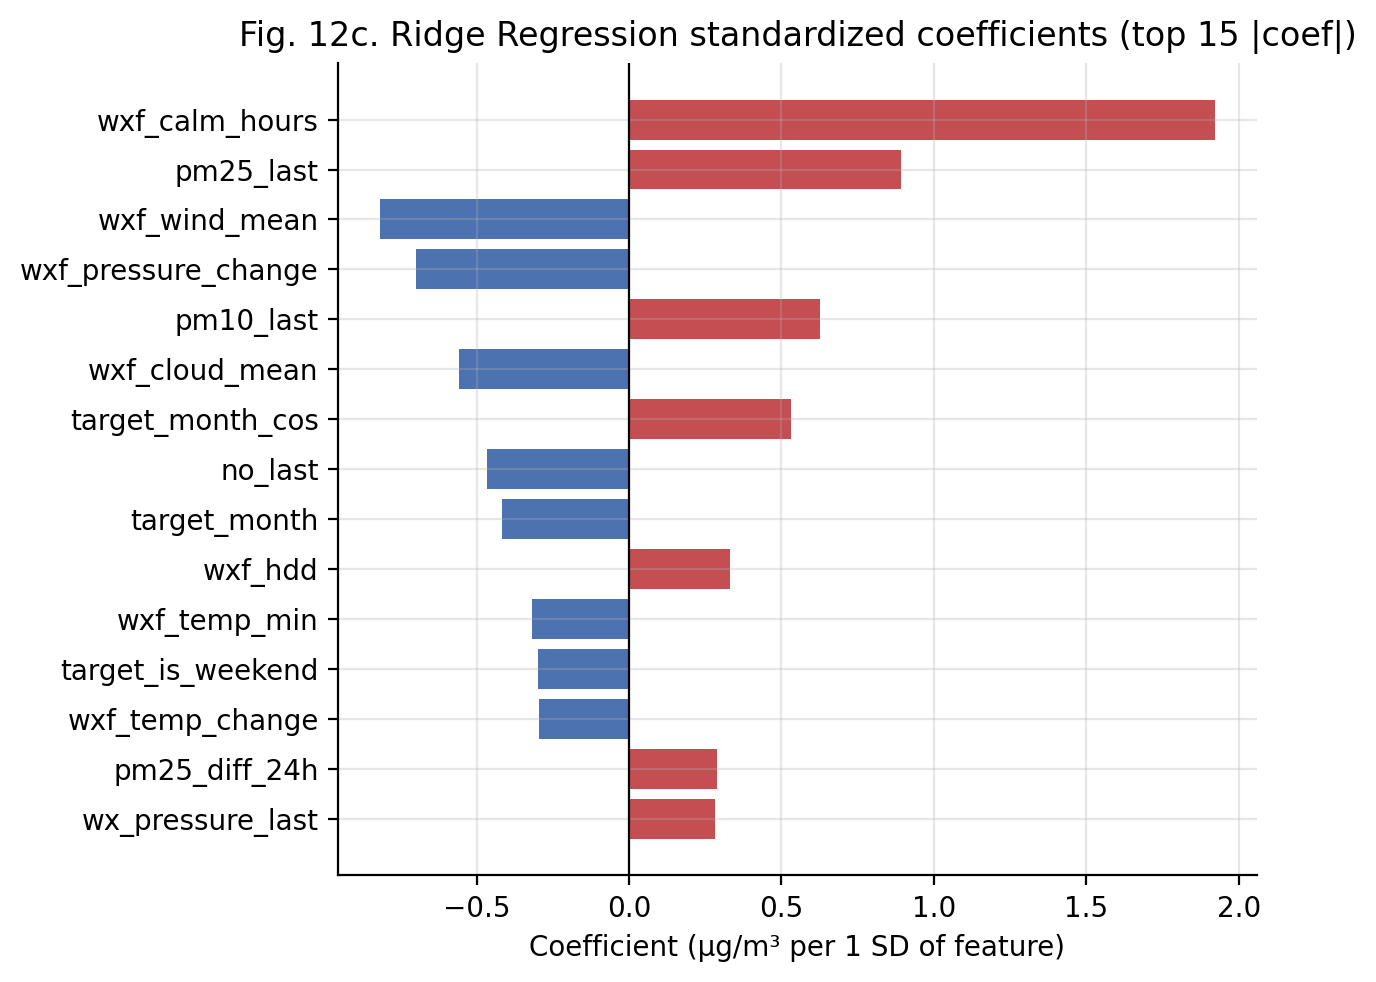 Fig. 12c. Ridge Regression standardized coefficients (top 15 |coef|)
wxf_calm_hours
pm25_last
wxf_wind_mean
wxf_pressure_change
pm10_last
wxf_cloud_mean
target_month_cos
no_last
target_month
wxf_hdd
wxf_temp_min
target_is_weekend
wxf_temp_change
pm25_diff_24h
wx_pressure_last
−0.5 0.0 0.5 1.0 1.5 2.0
Coefficient (µg/m³ per 1 SD of feature)